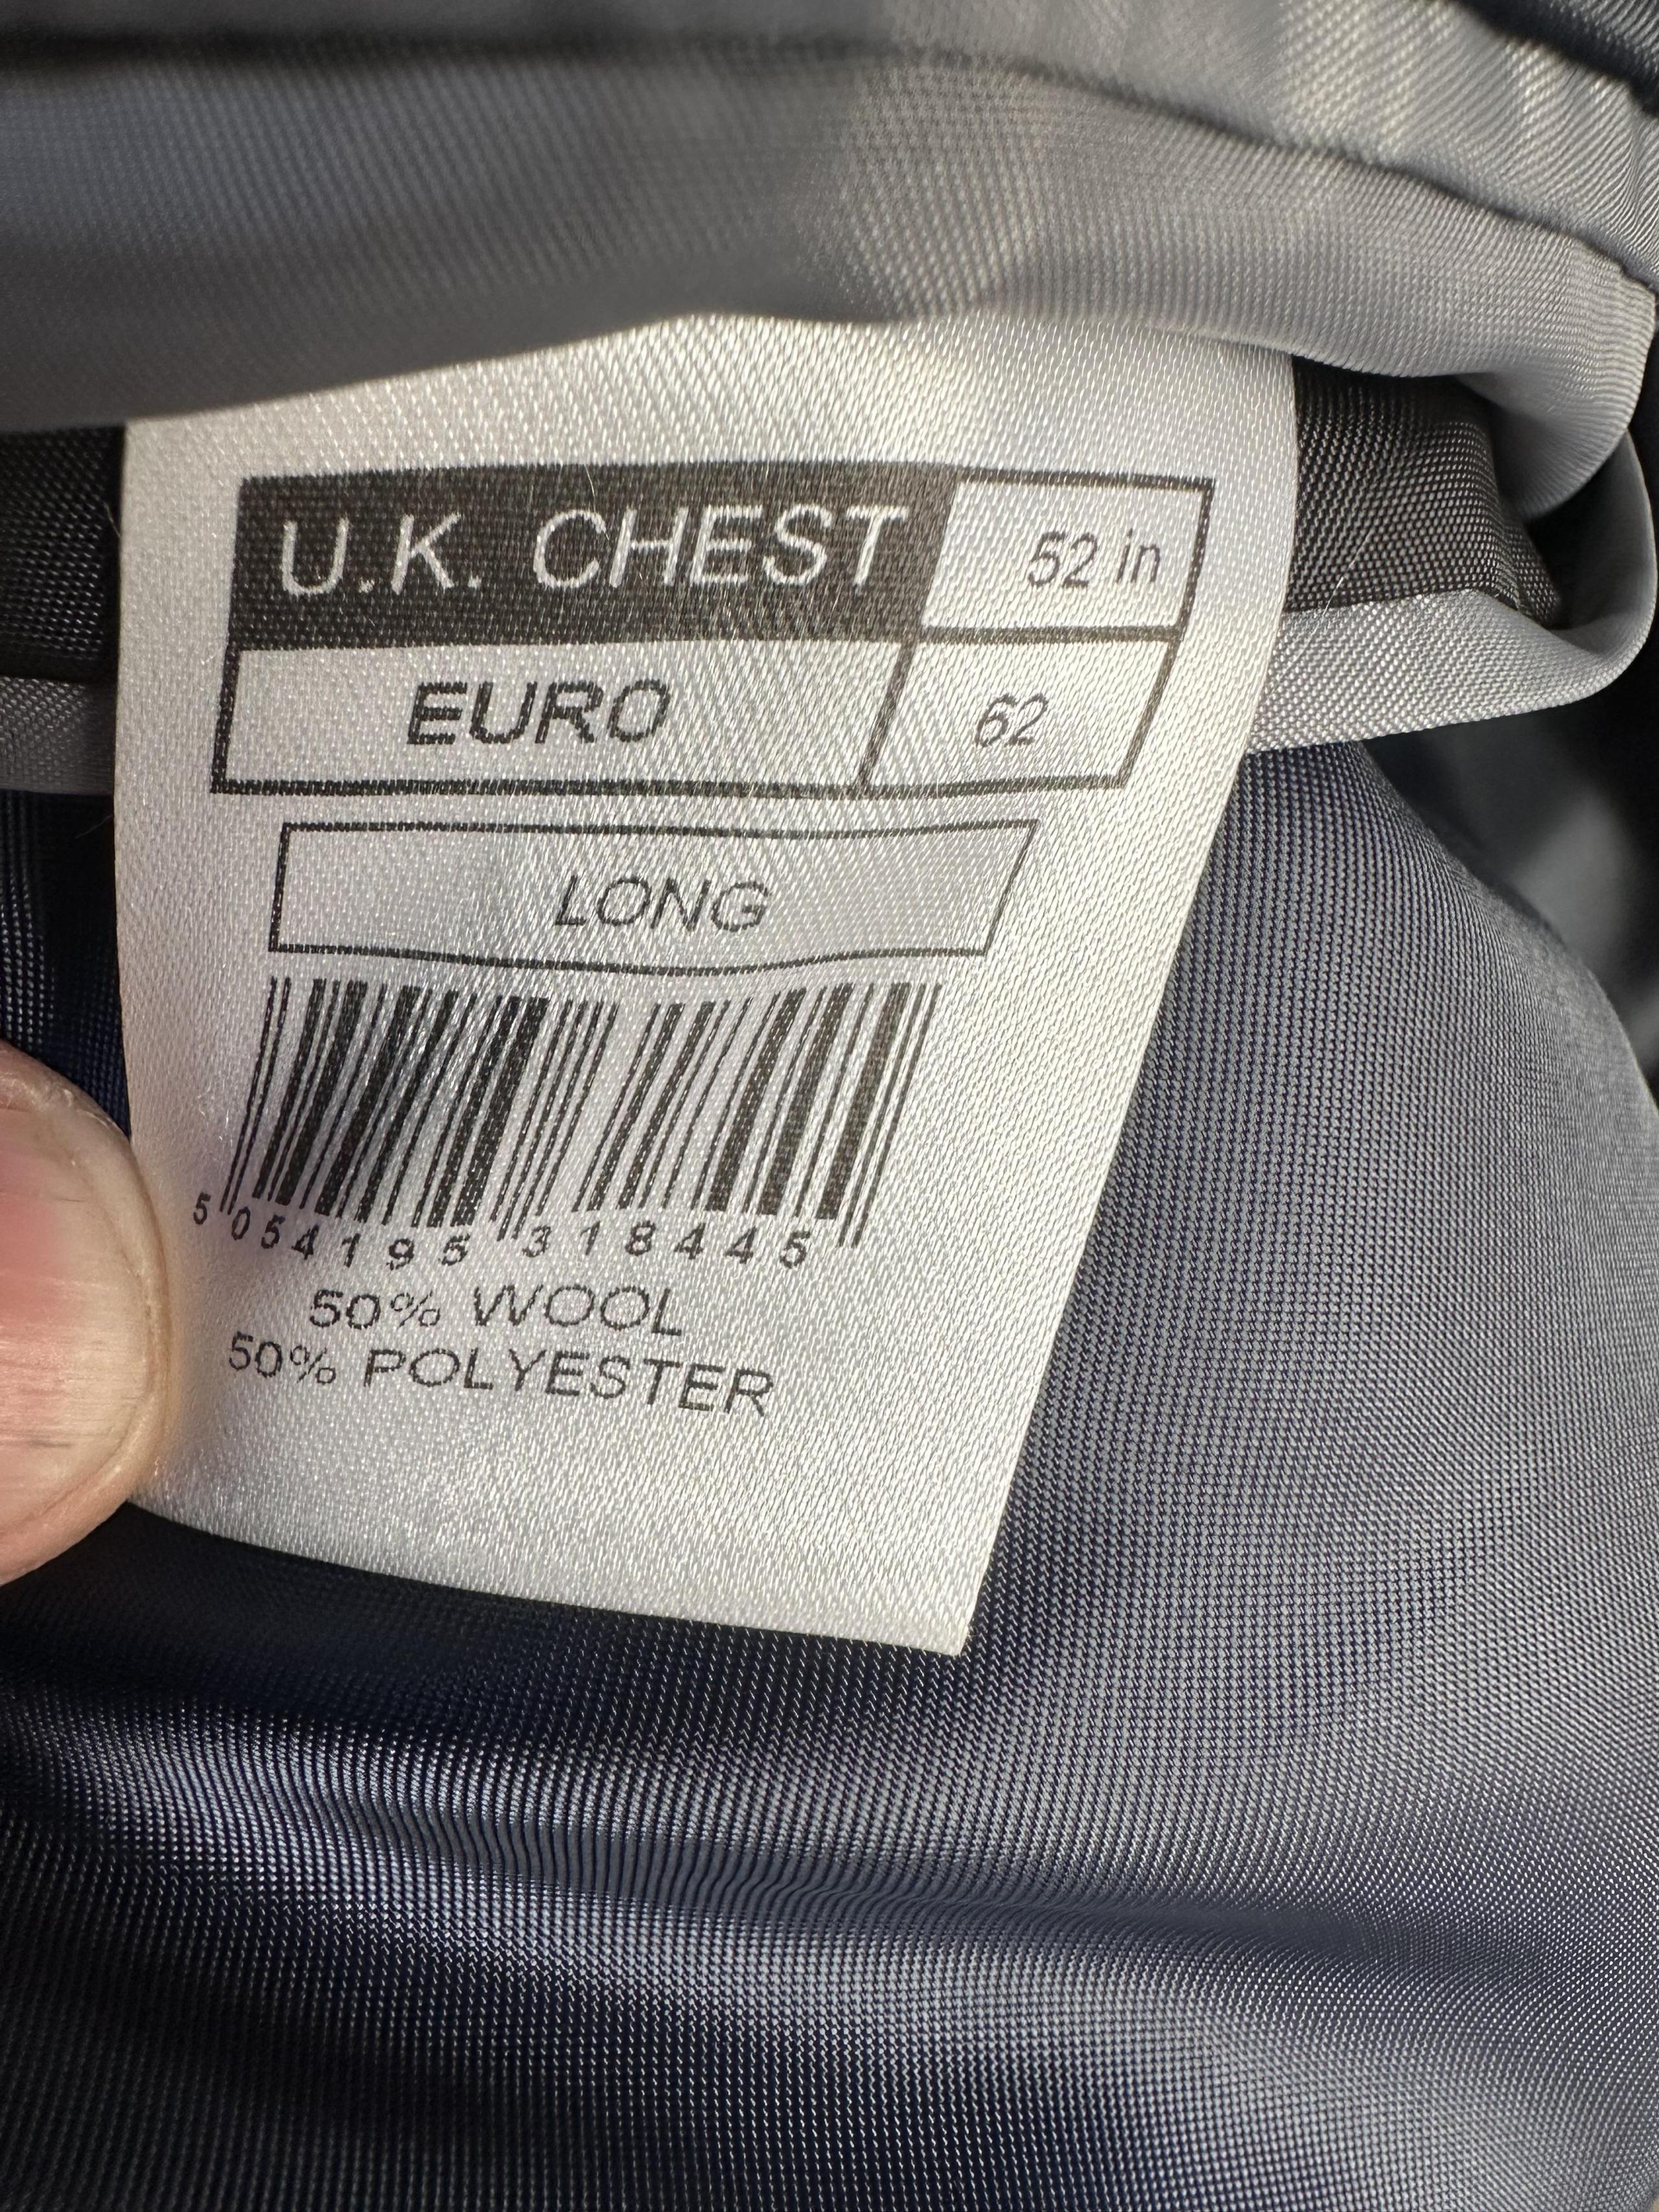 U.K. CHEST 52 in
EURO 62
LONG
5 054195 318445
50% WOOL
50% POLYESTER